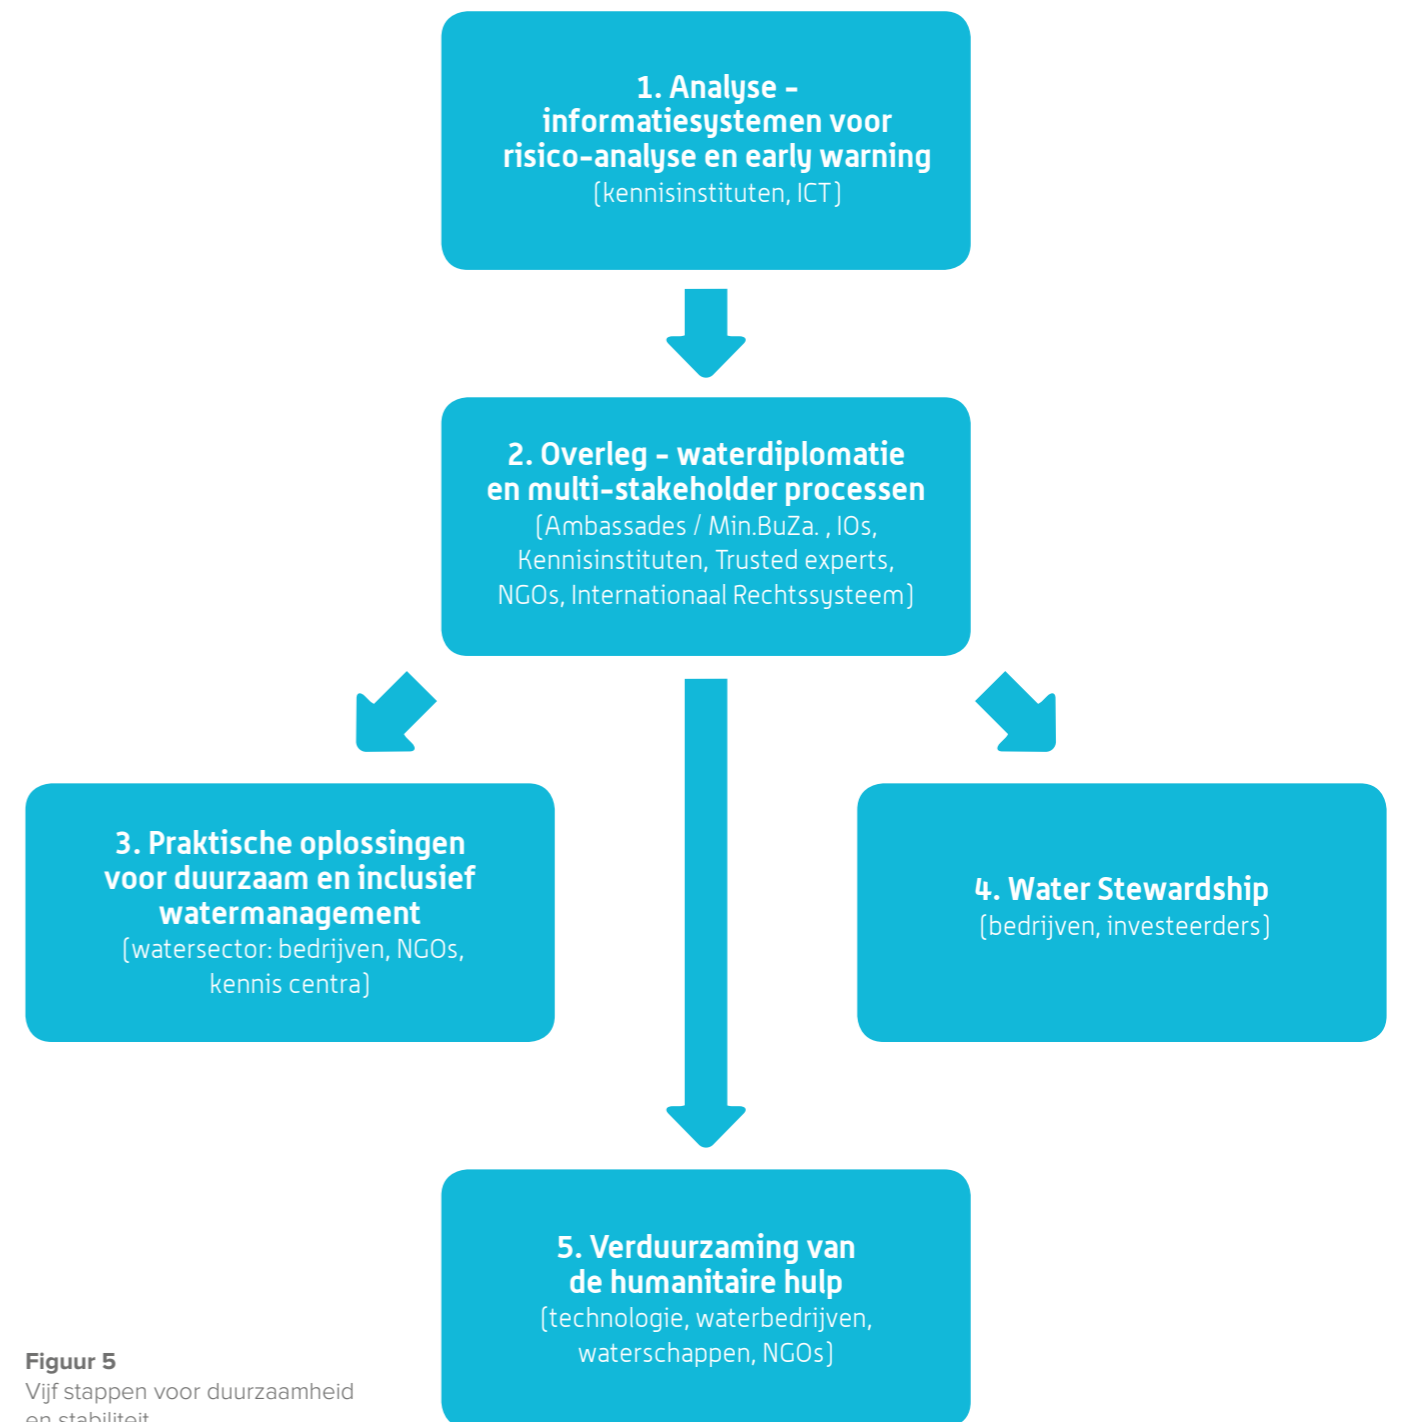 1. Analyse -
informatiesystemen voor
risico-analyse en early warning
(kennisinstituten, ICT)
2. Overleg - waterdiplomatie
en multi-stakeholder processen
(Ambassades / Min.BuZa. , IOs,
Kennisinstituten, Trusted experts,
NGOs, Internationaal Rechtssysteem)
3. Praktische oplossingen
voor duurzaam en inclusief
watermanagement
(watersector: bedrijven, NGOs,
kennis centra)
4. Water Stewardship
(bedrijven, investeerders)
5. Verduurzaming van
de humanitaire hulp
(technologie, waterbedrijven,
waterschappen, NGOs)
Figuur 5
Vijf stappen voor duurzaamheid
en stabiliteit